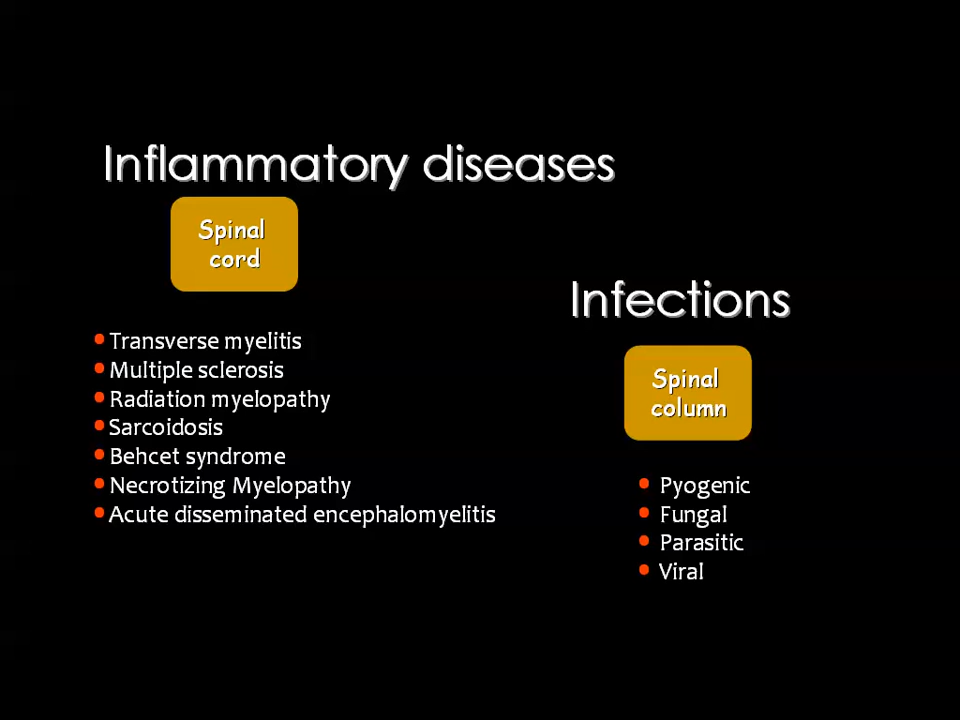 Inflammatory diseases
Spinal
cord
• Transverse myelitis
• Multiple sclerosis
• Radiation myelopathy
• Sarcoidosis
• Behcet syndrome
• Necrotizing Myelopathy
• Acute disseminated encephalomyelitis
Infections
Spinal
column
• Pyogenic
• Fungal
• Parasitic
• Viral